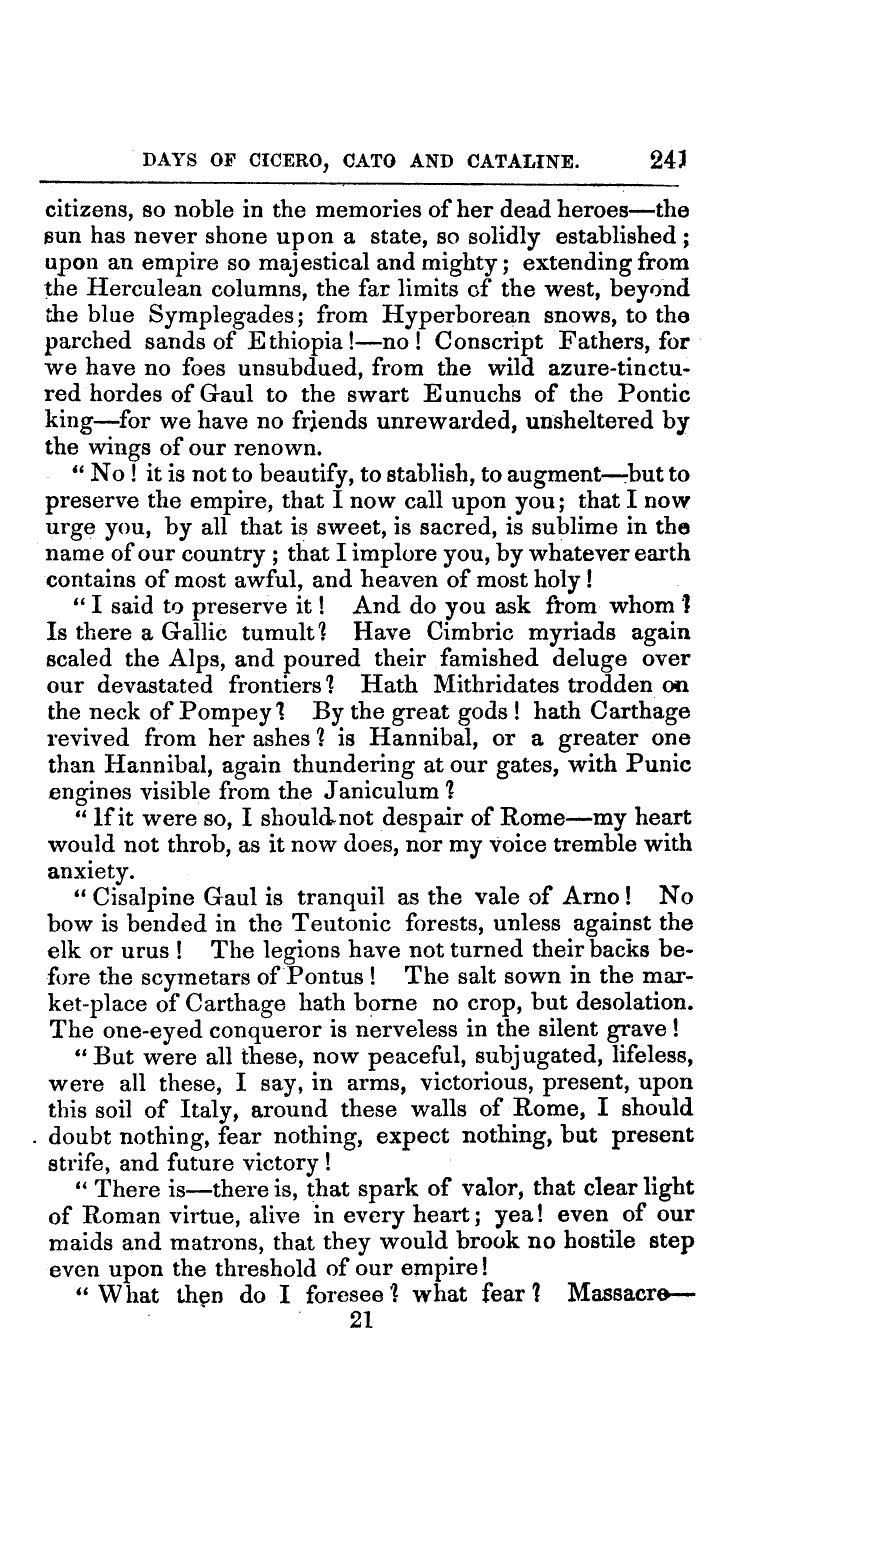 DAYS OF CICERO, CATO AND CATALINE. 241
citizens, so noble in the memories of her dead heroes—the
sun has never shone upon a state, so solidly established;
upon an empire so majestical and mighty; extending from
the Herculean columns, the far limits of the west, beyond
the blue Symplegades; from Hyperborean snows, to the
parched sands of Ethiopia!—no! Conscript Fathers, for
we have no foes unsubdued, from the wild azure-tinctu-
red hordes of Gaul to the swart Eunuchs of the Pontic
king—for we have no friends unrewarded, unsheltered by
the wings of our renown.
"No! it is not to beautify, to stablish, to augment—but to
preserve the empire, that I now call upon you; that I now
urge you, by all that is sweet, is sacred, is sublime in the
name of our country; that I implore you, by whatever earth
contains of most awful, and heaven of most holy!
"I said to preserve it! And do you ask from whom?
Is there a Gallic tumult? Have Cimbric myriads again
scaled the Alps, and poured their famished deluge over
our devastated frontiers? Hath Mithridates trodden on
the neck of Pompey? By the great gods! hath Carthage
revived from her ashes? is Hannibal, or a greater one
than Hannibal, again thundering at our gates, with Punic
engines visible from the Janiculum?
"If it were so, I should not despair of Rome—my heart
would not throb, as it now does, nor my voice tremble with
anxiety.
"Cisalpine Gaul is tranquil as the vale of Arno! No
bow is bended in the Teutonic forests, unless against the
elk or urus! The legions have not turned their backs be-
fore the scymetars of Pontus! The salt sown in the mar-
ket-place of Carthage hath borne no crop, but desolation.
The one-eyed conqueror is nerveless in the silent grave!
"But were all these, now peaceful, subjugated, lifeless,
were all these, I say, in arms, victorious, present, upon
this soil of Italy, around these walls of Rome, I should
doubt nothing, fear nothing, expect nothing, but present
strife, and future victory!
"There is—there is, that spark of valor, that clear light
of Roman virtue, alive in every heart; yea! even of our
maids and matrons, that they would brook no hostile step
even upon the threshold of our empire!
"What then do I foresee? what fear? Massacre—
21